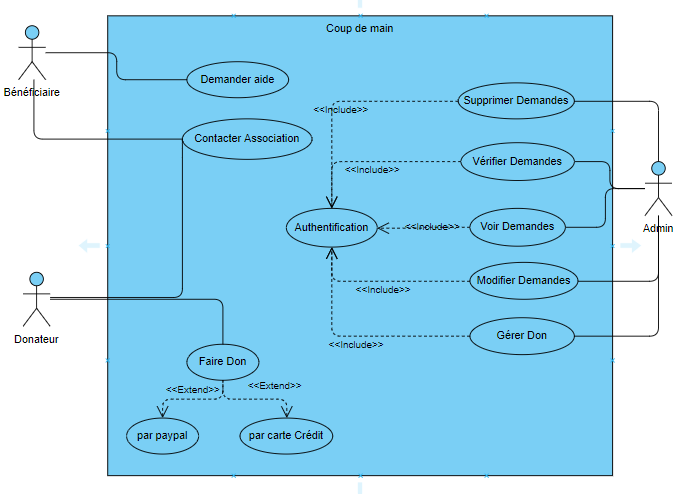 Coup de main
Bénéficiaire
Demander aide
Supprimer Demandes
<<Include>>
Contacter Association
Vérifier Demandes
<<Include>>
Authentification
<<Include>>
Voir Demandes
Admin
Modifier Demandes
<<Include>>
Donateur
Gérer Don
<<Include>>
Faire Don
<<Extend>>
<<Extend>>
par paypal
par carte Crédit